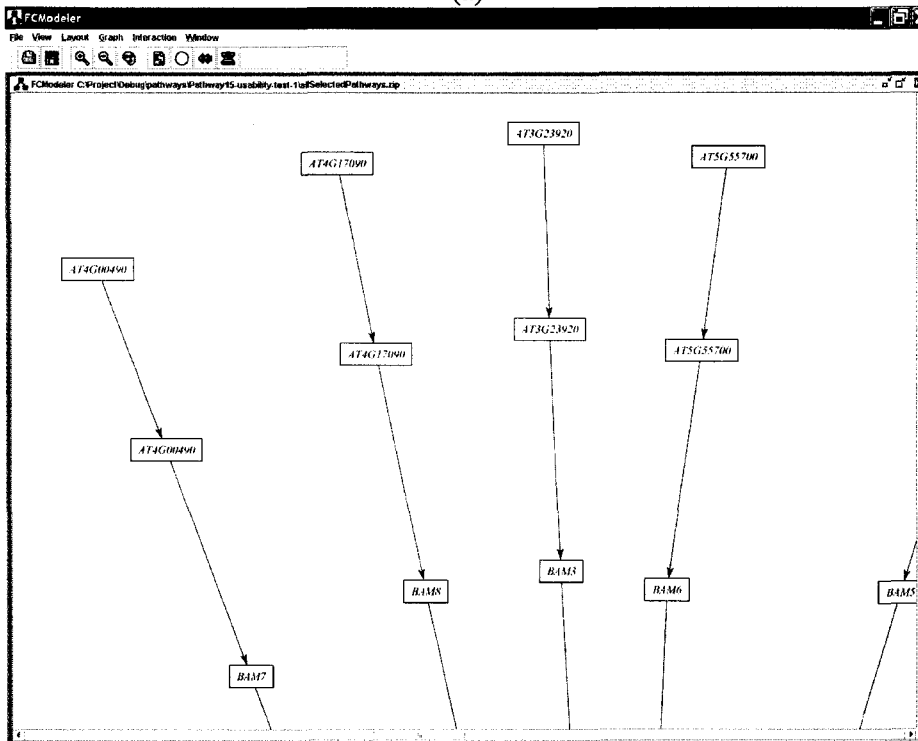 FCModeler
File View Layout Graph Interaction Window
FCModeler C:\Project\Debug\pathways\Pathway15-usability-test-1\sfSelectedPathways.zip
AT3G23920
AT4G17090
AT5G55700
AT4G00490
AT3G23920
AT4G17090
AT5G55700
AT4G00490
BAM3
BAM8
BAM6
BAM5
BAM7